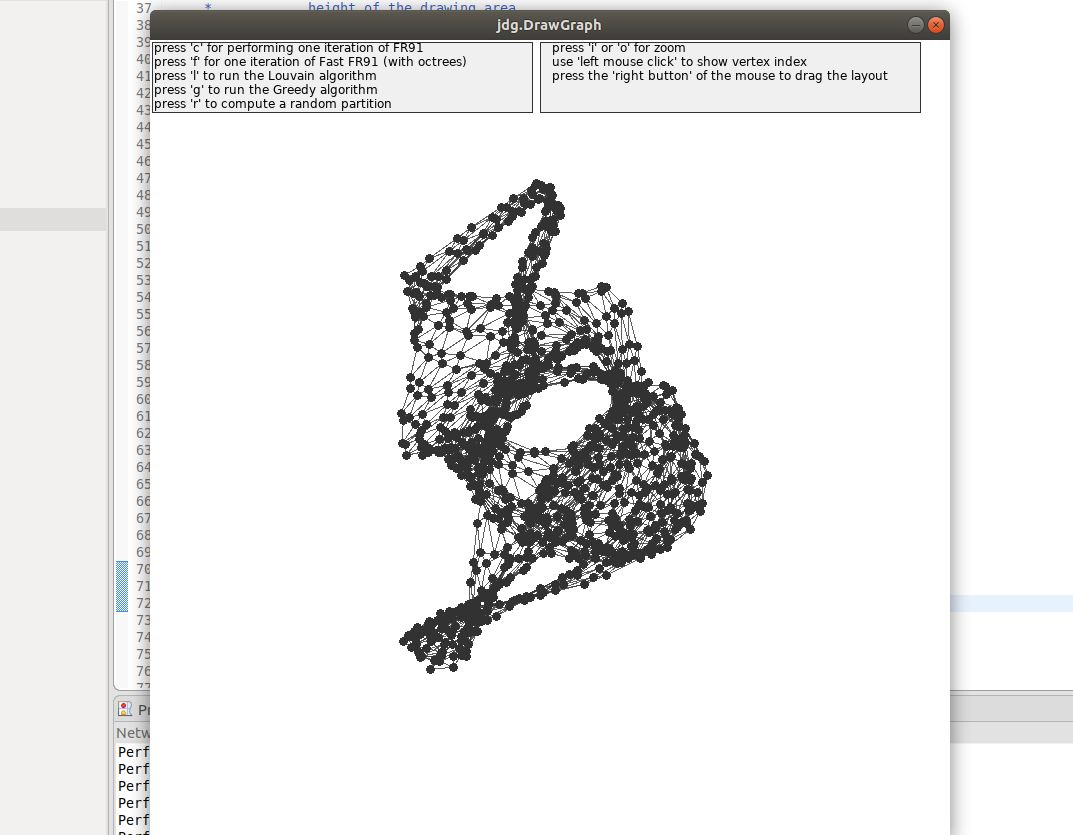 * height of the drawing area
jdg.DrawGraph
press 'c' for performing one iteration of FR91
press 'f' for one iteration of Fast FR91 (with octrees)
press 'l' to run the Louvain algorithm
press 'g' to run the Greedy algorithm
press 'r' to compute a random partition
press 'i' or 'o' for zoom
use 'left mouse click' to show vertex index
press the 'right button' of the mouse to drag the layout
37
38
39
40
41
42
43
44
45
46
47
48
49
50
51
52
53
54
55
56
57
58
59
60
61
62
63
64
65
66
67
68
69
70
71
72
73
74
75
76
77
Pr
Netw
Perf
Perf
Perf
Perf
Perf